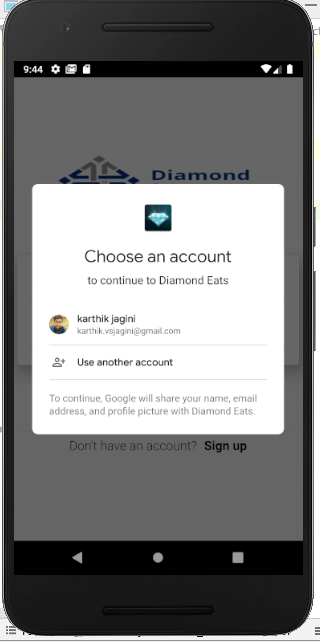 9:44
Diamond
Choose an account
to continue to Diamond Eats
karthik jagini
karthik.vsjagini@gmail.com
Use another account
To continue, Google will share your name, email
address, and profile picture with Diamond Eats.
Don't have an account? Sign up